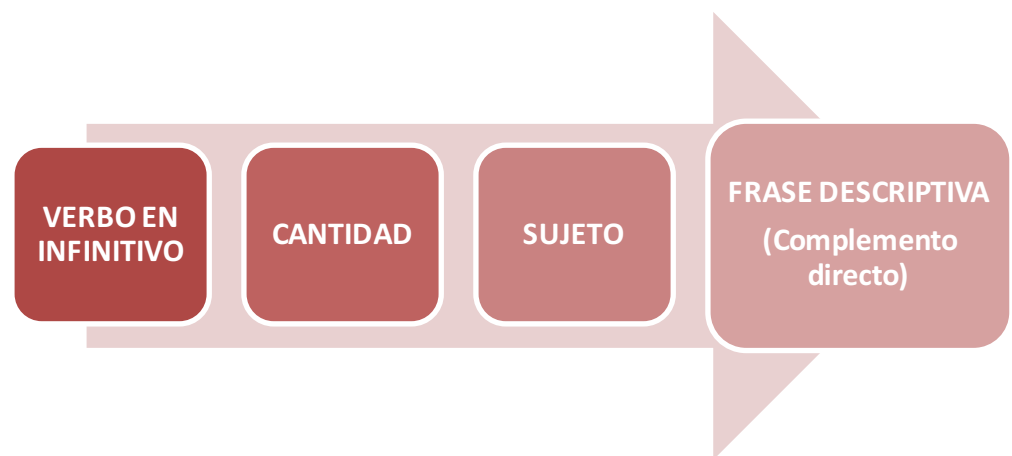 VERBO EN
INFINITIVO
CANTIDAD
SUJETO
FRASE DESCRIPTIVA
(Complemento
directo)